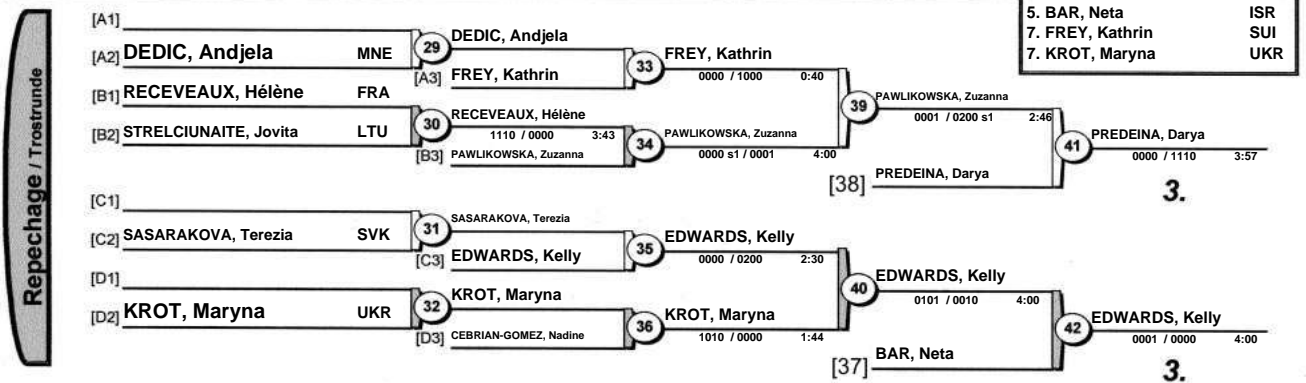 5. BAR, Neta ISR
7. FREY, Kathrin SUI
7. KROT, Maryna UKR
Repechage / Trostrunde
[A1]
[A2] DEDIC, Andjela MNE
29
DEDIC, Andjela
[A3] FREY, Kathrin
33
FREY, Kathrin
0000 / 1000 0:40
[B1] RECEVEAUX, Hélène FRA
[B2] STRELCIUNAITE, Jovita LTU
30
RECEVEAUX, Hélène
1110 / 0000 3:43
[B3] PAWLIKOWSKA, Zuzanna
34
PAWLIKOWSKA, Zuzanna
0000 s1 / 0001 4:00
39
PAWLIKOWSKA, Zuzanna
0001 / 0200 s1 2:46
[38] PREDEINA, Darya
41
PREDEINA, Darya
0000 / 1110 3:57
3.
[C1]
[C2] SASARAKOVA, Terezia SVK
31
SASARAKOVA, Terezia
[C3] EDWARDS, Kelly
35
EDWARDS, Kelly
0000 / 0200 2:30
[D1]
[D2] KROT, Maryna UKR
32
KROT, Maryna
[D3] CEBRIAN-GOMEZ, Nadine
36
KROT, Maryna
1010 / 0000 1:44
40
EDWARDS, Kelly
0101 / 0010 4:00
[37] BAR, Neta
42
EDWARDS, Kelly
0001 / 0000 4:00
3.